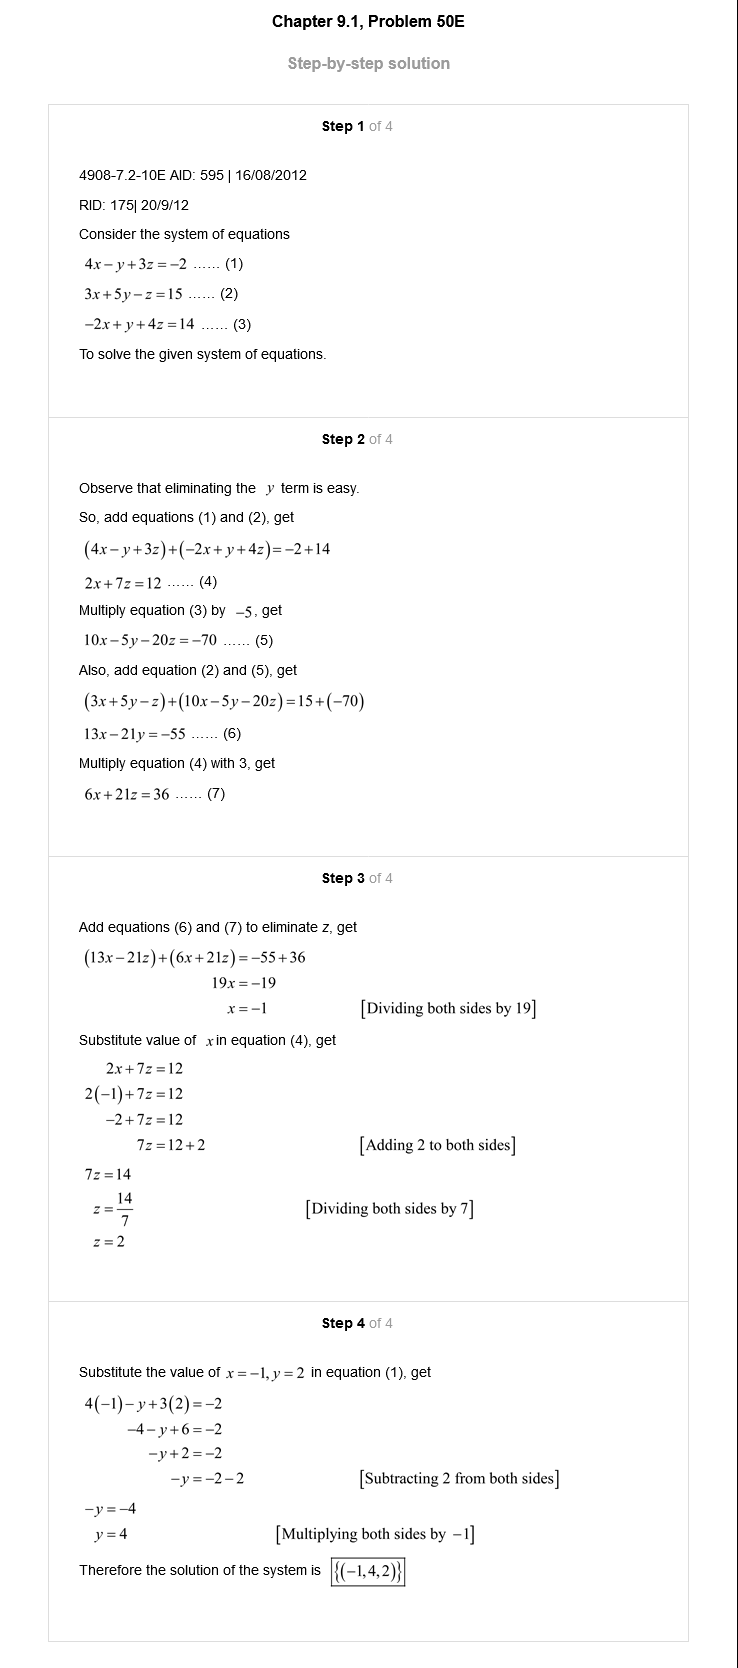 Chapter 9.1, Problem 50E
Step-by-step solution
Step 1 of 4
4908-7.2-10E AID: 595 | 16/08/2012
RID: 175| 20/9/12
Consider the system of equations
4x−y+3z=−2 ...... (1)
3x+5y−z=15 ...... (2)
−2x+y+4z=14 ...... (3)
To solve the given system of equations.
Step 2 of 4
Observe that eliminating the y term is easy.
So, add equations (1) and (2), get
(4x−y+3z)+(−2x+y+4z)=−2+14
2x+7z=12 ...... (4)
Multiply equation (3) by −5, get
10x−5y−20z=−70 ...... (5)
Also, add equation (2) and (5), get
(3x+5y−z)+(10x−5y−20z)=15+(−70)
13x−21y=−55 ...... (6)
Multiply equation (4) with 3, get
6x+21z=36 ...... (7)
Step 3 of 4
Add equations (6) and (7) to eliminate z, get
(13x−21z)+(6x+21z)=−55+36
19x=−19
x=−1 [Dividing both sides by 19]
Substitute value of x in equation (4), get
2x+7z=12
2(−1)+7z=12
−2+7z=12
7z=12+2 [Adding 2 to both sides]
7z=14
z=14/7 [Dividing both sides by 7]
z=2
Step 4 of 4
Substitute the value of x=−1, y=2 in equation (1), get
4(−1)−y+3(2)=−2
−4−y+6=−2
−y+2=−2
−y=−2−2 [Subtracting 2 from both sides]
−y=−4
y=4 [Multiplying both sides by −1]
Therefore the solution of the system is {(−1,4,2)}